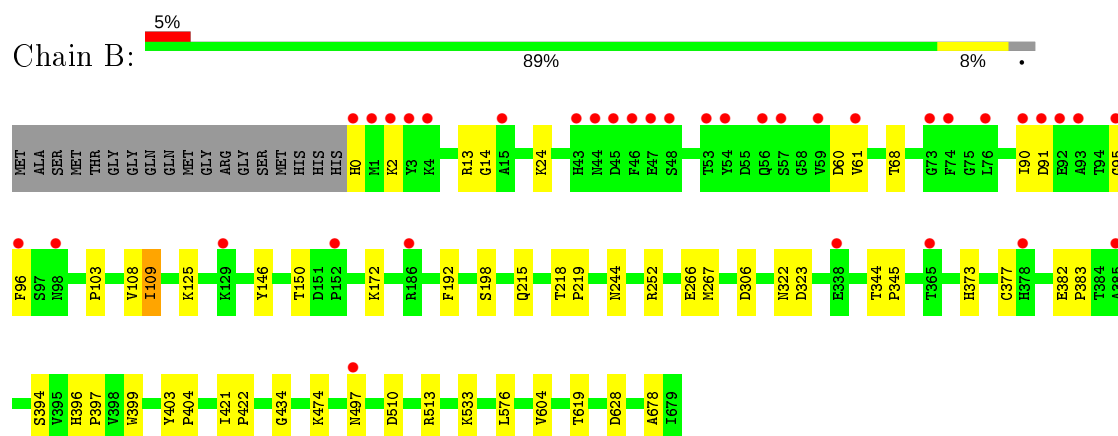 5%
Chain B:
89% 8% •
MET ALA SER MET THR GLY GLY GLN GLN MET GLY ARG GLY SER MET HIS HIS HIS H0 M1 K2 Y3 K4 R13 G14 A15 K24 H43 N44 D45 F46 E47 S48 T53 Y54 D55 Q56 S57 G58 V59 D60 V61 T68 G73 F74 G75 L76 I90 D91 E92 A93 T94
F96 S97 N98 P103 V108 I109 K125 K129 Y146 T150 D151 P152 K172 R186 F192 S198 Q215 T218 P219 N244 R252 E266 M267 D306 N322 D323 E338 T344 P345 T365 H373 C377 H378 E382 P383 T384 A385
S394 V395 H396 P397 V398 W399 Y403 P404 I421 P422 G434 K474 N497 D510 R513 K533 L576 V604 T619 D628 A678 I679